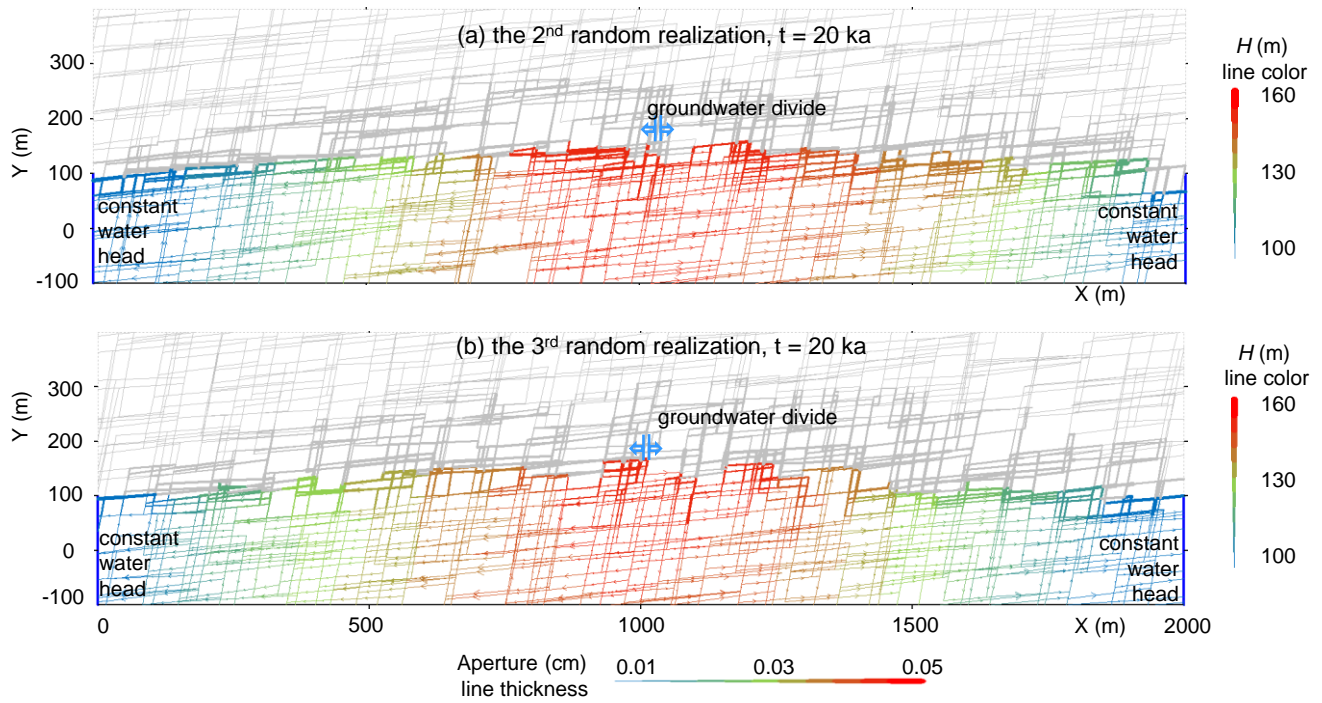 (a) the 2nd random realization, t = 20 ka
H (m)
line color
160
130
100
groundwater divide
Y (m)
300
200
100
0
-100
constant
water
head
constant
water
head
X (m)
(b) the 3rd random realization, t = 20 ka
H (m)
line color
160
130
100
groundwater divide
Y (m)
300
200
100
0
-100
constant
water
head
constant
water
head
0
500
1000
1500
X (m)
2000
Aperture (cm)
line thickness
0.01
0.03
0.05